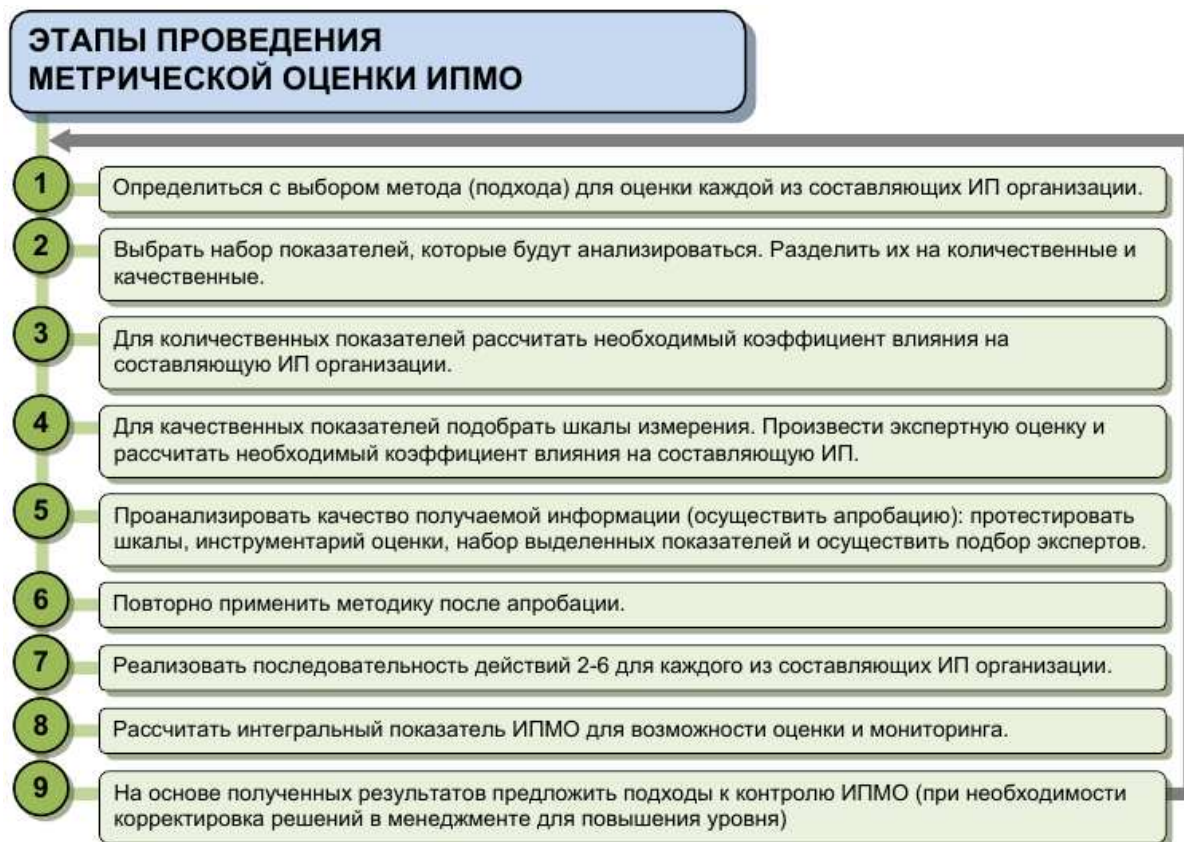 ЭТАПЫ ПРОВЕДЕНИЯ
МЕТРИЧЕСКОЙ ОЦЕНКИ ИПМО
1
Определиться с выбором метода (подхода) для оценки каждой из составляющих ИП организации.
2
Выбрать набор показателей, которые будут анализироваться. Разделить их на количественные и
качественные.
3
Для количественных показателей рассчитать необходимый коэффициент влияния на
составляющую ИП организации.
4
Для качественных показателей подобрать шкалы измерения. Произвести экспертную оценку и
рассчитать необходимый коэффициент влияния на составляющую ИП.
5
Проанализировать качество получаемой информации (осуществить апробацию): протестировать
шкалы, инструментарий оценки, набор выделенных показателей и осуществить подбор экспертов.
6
Повторно применить методику после апробации.
7
Реализовать последовательность действий 2-6 для каждого из составляющих ИП организации.
8
Рассчитать интегральный показатель ИПМО для возможности оценки и мониторинга.
9
На основе полученных результатов предложить подходы к контролю ИПМО (при необходимости
корректировка решений в менеджменте для повышения уровня)